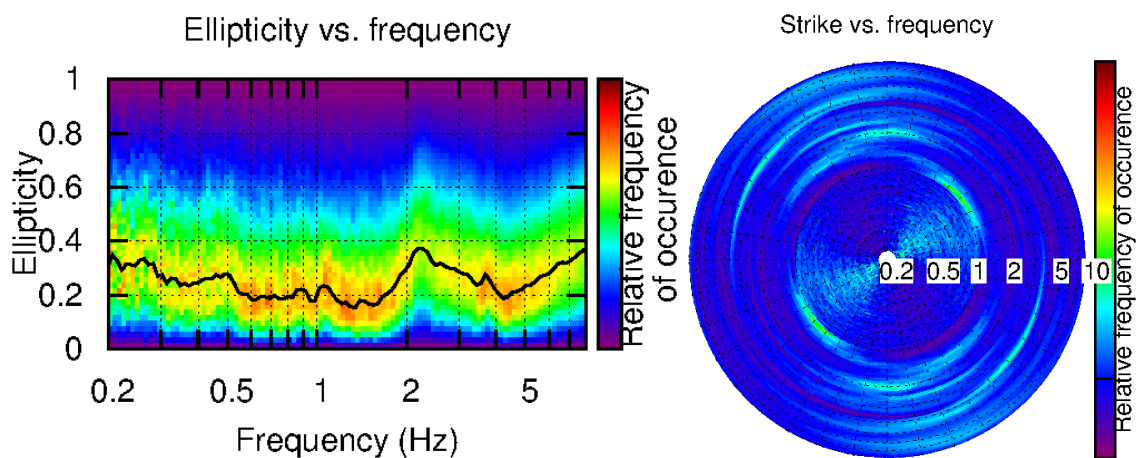 Ellipticity vs. frequency
1
0.8
0.6
0.4
0.2
0
Ellipticity
0.2
0.5
1
2
5
Frequency (Hz)
Relative frequency
of occurence
Strike vs. frequency
0.2 0.5 1 2 5 10
Relative frequency of occurence